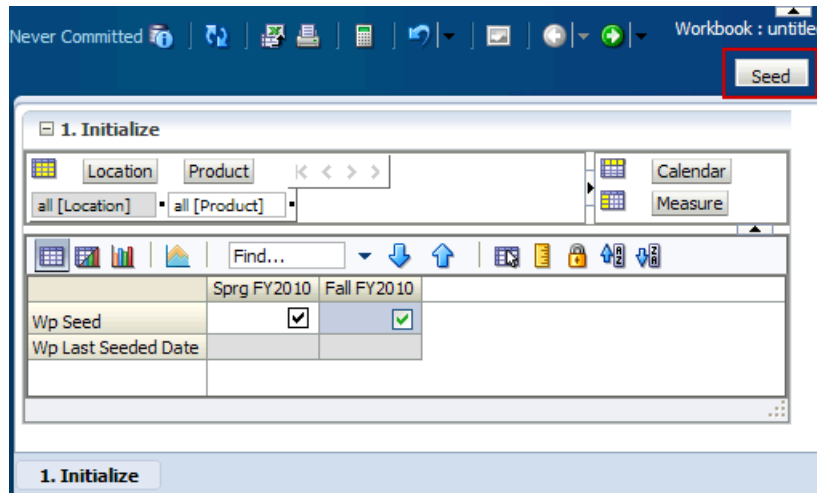 Never Committed
Workbook : untitle
Seed
1. Initialize
Location Product Calendar
all [Location] all [Product] Measure
Find...
Sprg FY2010 Fall FY2010
Wp Seed
Wp Last Seeded Date
1. Initialize